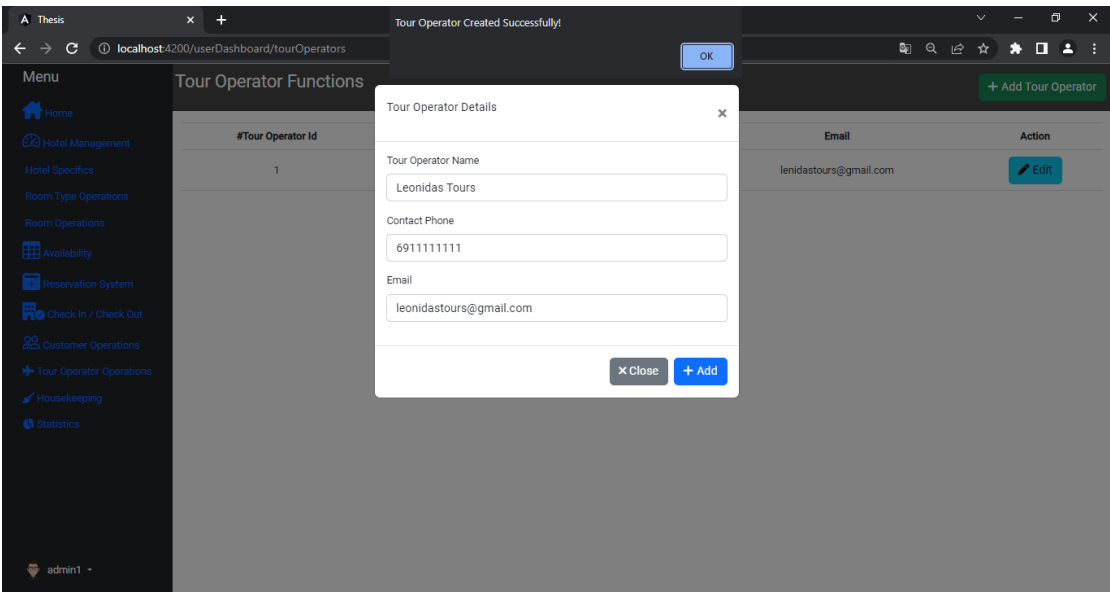 Thesis
Tour Operator Created Successfully!
OK
localhost:4200/userDashboard/tourOperators
Menu
Home
Hotel Management
Hotel Specifics
Room Type Operations
Room Operations
Availability
Reservation System
Check In / Check Out
Customer Operations
Tour Operator Operations
Housekeeping
Statistics
admin1
Tour Operator Functions
+ Add Tour Operator
#Tour Operator Id Email Action
1 lenidastours@gmail.com Edit
Tour Operator Details ×
Tour Operator Name
Leonidas Tours
Contact Phone
6911111111
Email
leonidastours@gmail.com
× Close + Add